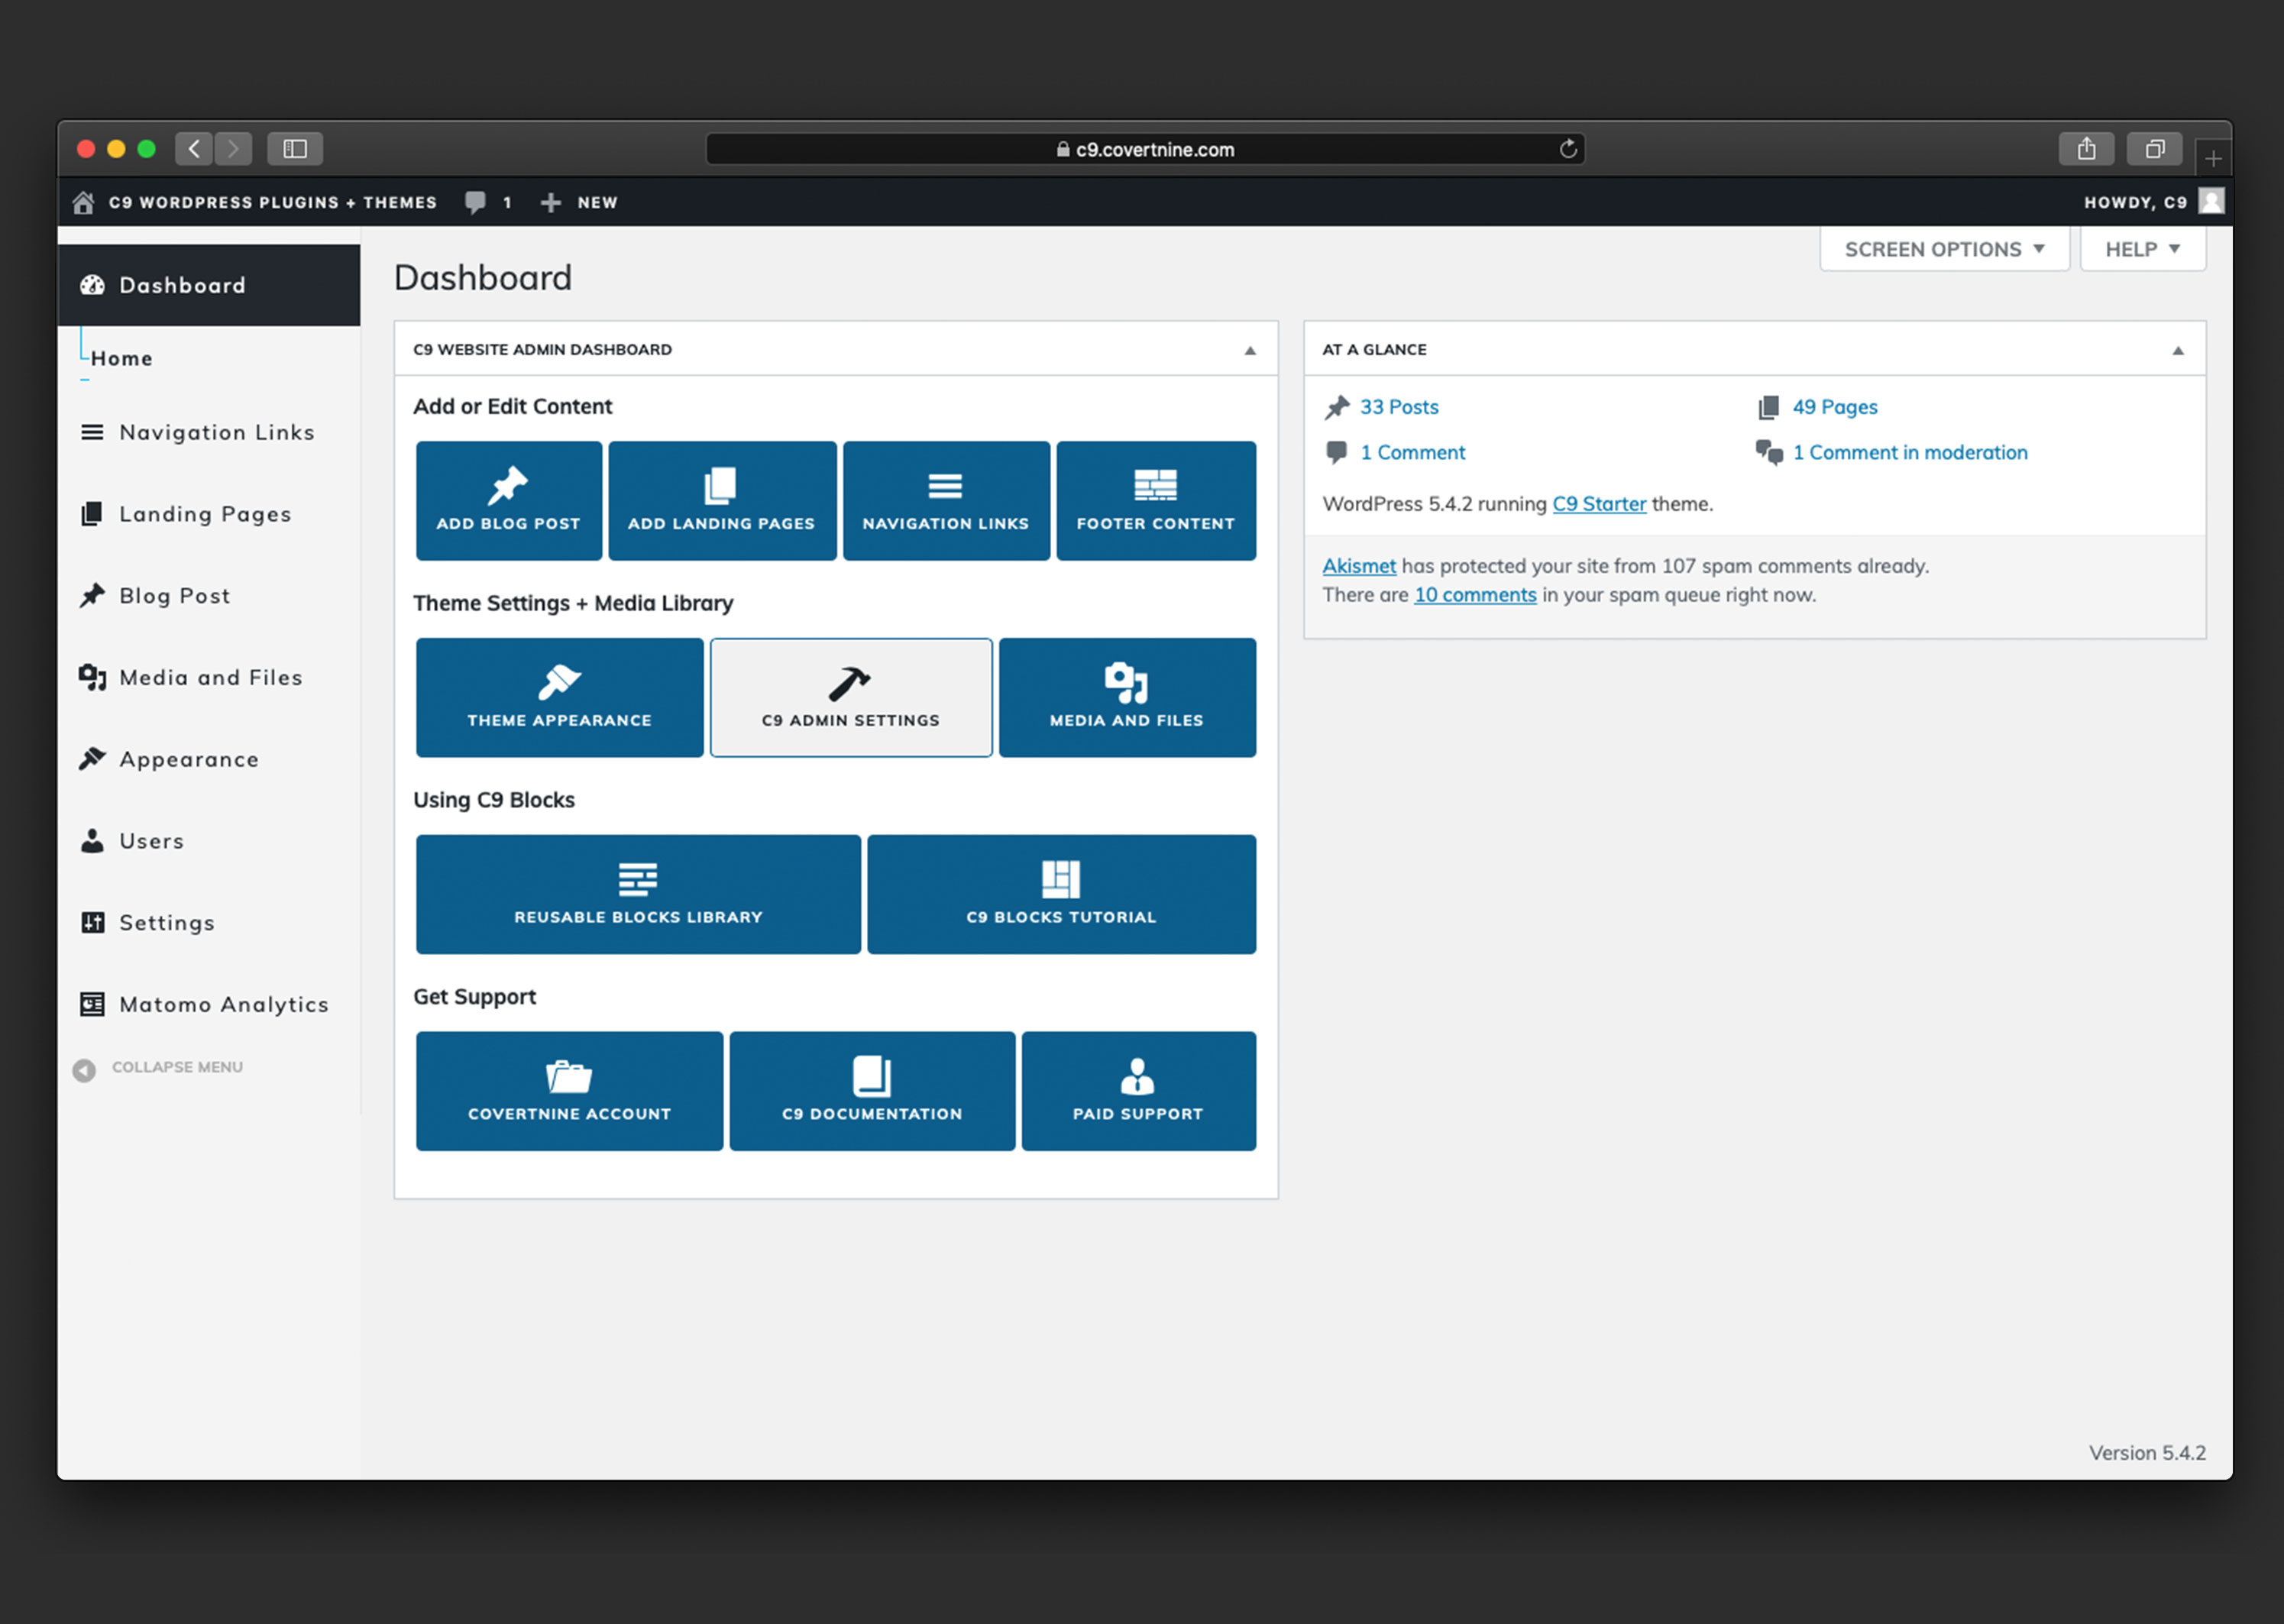 c9.covertnine.com
C9 WORDPRESS PLUGINS + THEMES 1 NEW HOWDY, C9
SCREEN OPTIONS HELP
Dashboard
Home
Navigation Links
Landing Pages
Blog Post
Media and Files
Appearance
Users
Settings
Matomo Analytics
COLLAPSE MENU
Dashboard
C9 WEBSITE ADMIN DASHBOARD
Add or Edit Content
ADD BLOG POST ADD LANDING PAGES NAVIGATION LINKS FOOTER CONTENT
Theme Settings + Media Library
THEME APPEARANCE C9 ADMIN SETTINGS MEDIA AND FILES
Using C9 Blocks
REUSABLE BLOCKS LIBRARY C9 BLOCKS TUTORIAL
Get Support
COVERTNINE ACCOUNT C9 DOCUMENTATION PAID SUPPORT
AT A GLANCE
33 Posts 49 Pages
1 Comment 1 Comment in moderation
WordPress 5.4.2 running C9 Starter theme.
Akismet has protected your site from 107 spam comments already.
There are 10 comments in your spam queue right now.
Version 5.4.2